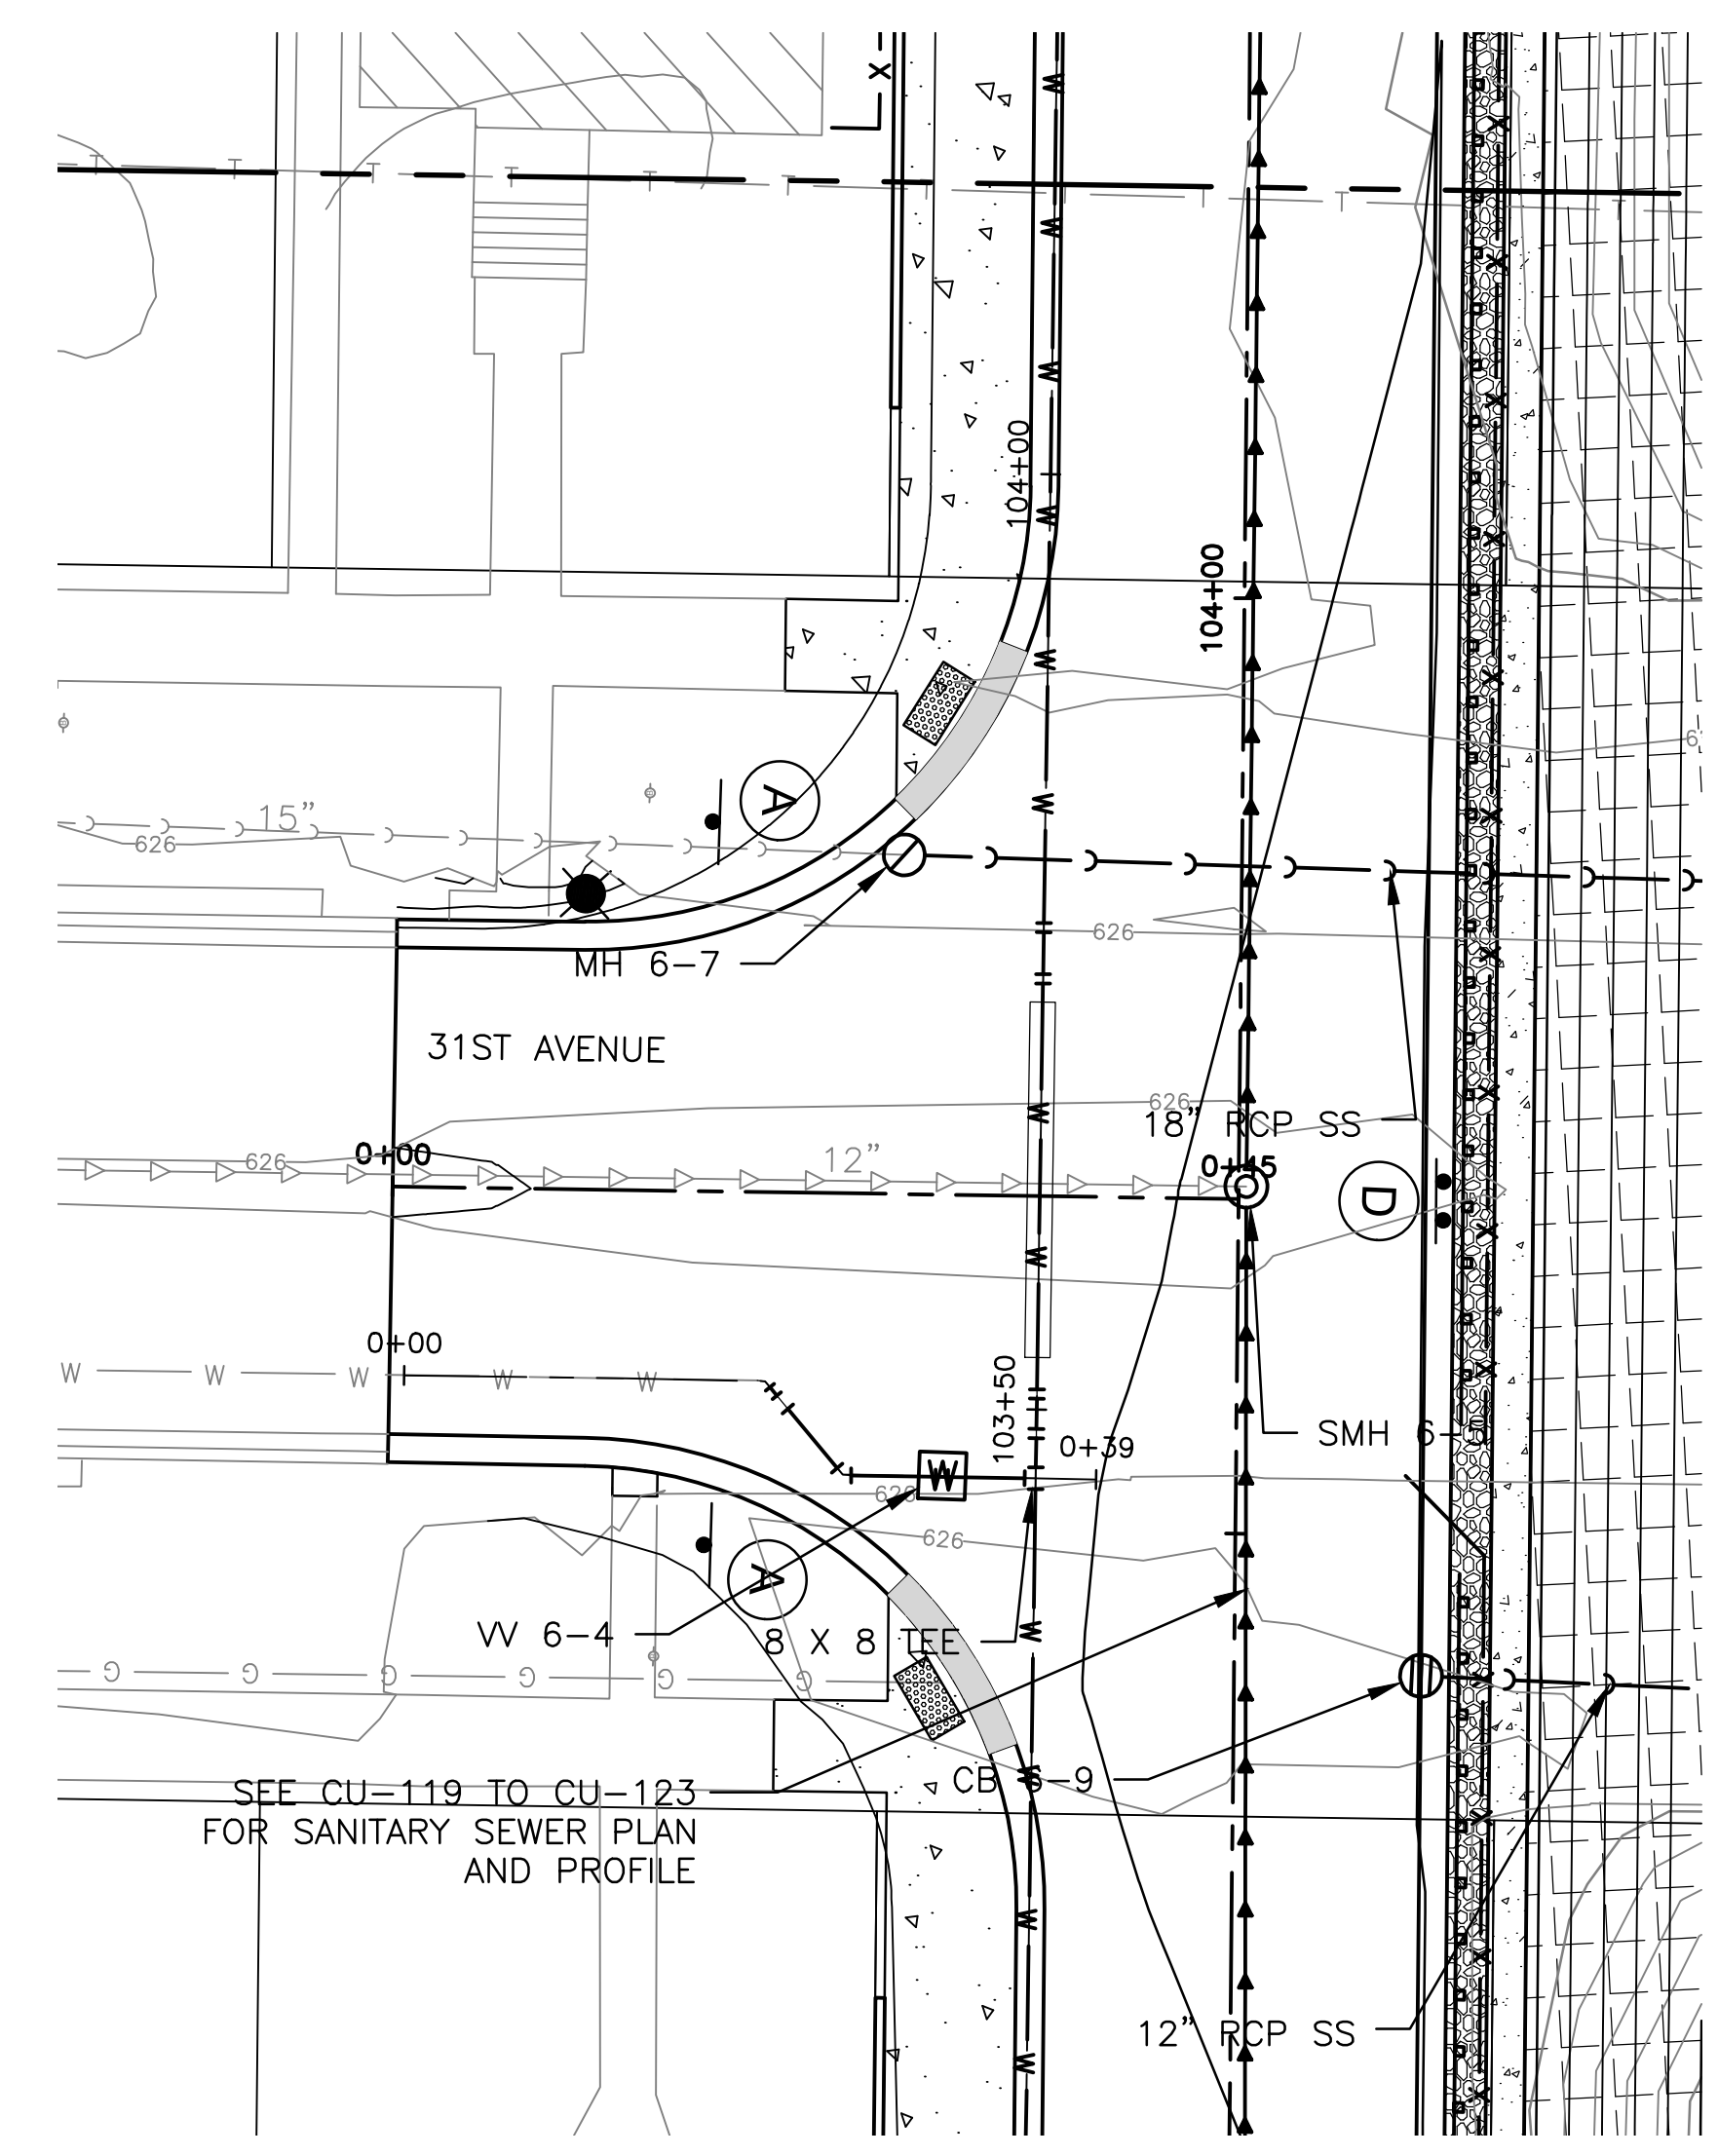 X
104+00
104+00
15"
626
A
MH 6-7
626
31ST AVENUE
626
18" RCP SS
0+00
626
12"
0+45
D
0+00
W W W W W
103+50
0+39
SMH 6-
W
626
626
A
VV 6-4
8 X 8 TEE
G G G G G G
SEE CU-119 TO CU-123
FOR SANITARY SEWER PLAN
AND PROFILE
CB 6-9
12" RCP SS